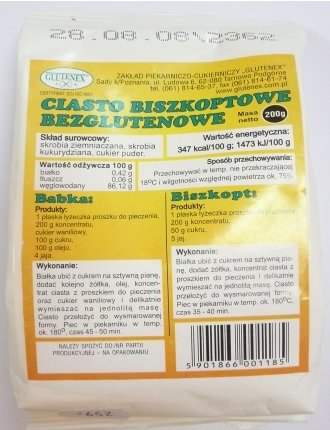 28.08.08 2362
GLUTENEX
ZAKŁAD PIEKARNICZO-CUKIERNICZY „GLUTENEX"
Sady k/Poznania, ul. Lędowa 6, 62-080 Tarnowo Podgórne
tel. (061) 814-65-37, fax (061) 814-61-74
www.glutenex.com.pl
CIASTO BISZKOPTOWE
BEZGLUTENOWE
Masa
netto
200g
Skład surowcowy:
skrobia ziemniaczana, skrobia
kukurydziana, cukier puder.
Wartość energetyczna:
347 kcal/100 g; 1473 kJ/100 g
Wartość odżywcza 100 g
białko 0,42 g
tłuszcz 0,06 g
węglowodany 86,12 g
Sposób przechowywania:
Przechowywać w temp. nie przekraczającej
18°C i wilgotności względnej powietrza ok. 75%
Babka:
Produkty:
1 płaska łyżeczka proszku do pieczenia,
200 g koncentratu,
cukier waniliowy,
100 g cukru,
100 g oleju,
4 jaja.
Wykonanie:
Białka ubić z cukrem na sztywną pianę,
dodać kolejno żółtka, olej, koncen-
trat ciasta z proszkiem do pieczenia
oraz cukier waniliowy i delikatnie
wymieszać na jednolitą masę. Ciasto
przełożyć do wysmarowanej formy.
Piec w piekarniku w temp.
ok. 180°C, czas 45 - 50 min.
Biszkopt:
Produkty:
1 płaska łyżeczka proszku do pieczenia,
200 g koncentratu,
50 g cukru,
5 jaj.
Wykonanie:
Białka ubić z cukrem na sztywną pia-
nę, dodać żółtka, koncentrat ciasta z
proszkiem do pieczenia i delikatnie
wymieszać na jednolitą masę. Ciasto
przełożyć do wysmarowanej formy.
Piec w piekarniku w temp. ok. 180°C,
czas 35 - 40 min.
NALEŻY SPOŻYĆ DO/NR PARTII
PRODUKCYJNEJ – NA OPAKOWANIU.
5901866001185